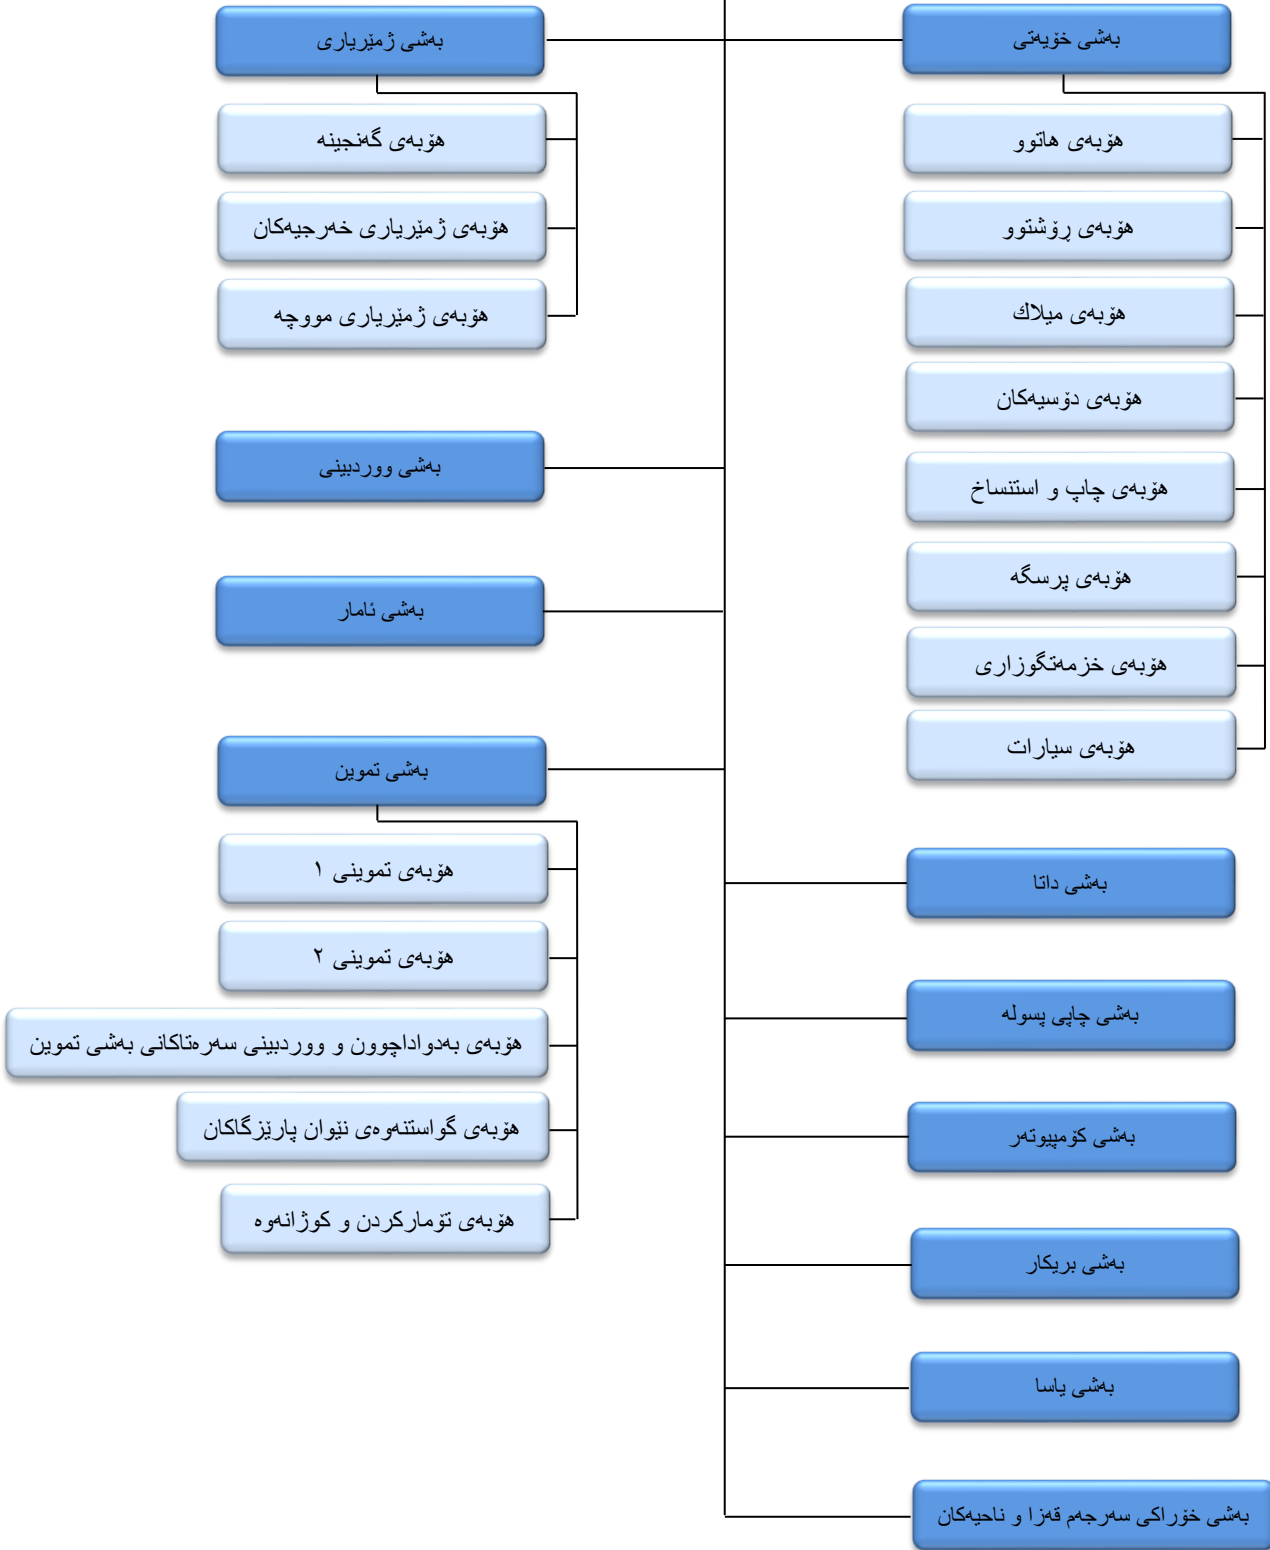 بەشی خۆیەتی
هۆبەی هاتوو
هۆبەی ڕۆشتوو
هۆبەی میلاك
هۆبەی دۆسیەکان
هۆبەی چاپ و استنساخ
هۆبەی پرسگە
هۆبەی خزمەتگوزاری
هۆبەی سیارات
بەشی داتا
بەشی چاپی پسولە
بەشی کۆمپیوتەر
بەشی بریکار
بەشی یاسا
بەشی خۆراکی سەرجەم قەزا و ناحیەکان
بەشی ژمێریاری
هۆبەی گەنجینە
هۆبەی ژمێریاری خەرجیەکان
هۆبەی ژمێریاری مووچە
بەشی ووردبینی
بەشی ئامار
بەشی تموین
هۆبەی تموینی ١
هۆبەی تموینی ٢
هۆبەی بەدواداچوون و ووردبینی سەرەتاکانی بەشی تموین
هۆبەی گواستنەوەی نێوان پارێزگاکان
هۆبەی تۆمارکردن و کوژانەوە